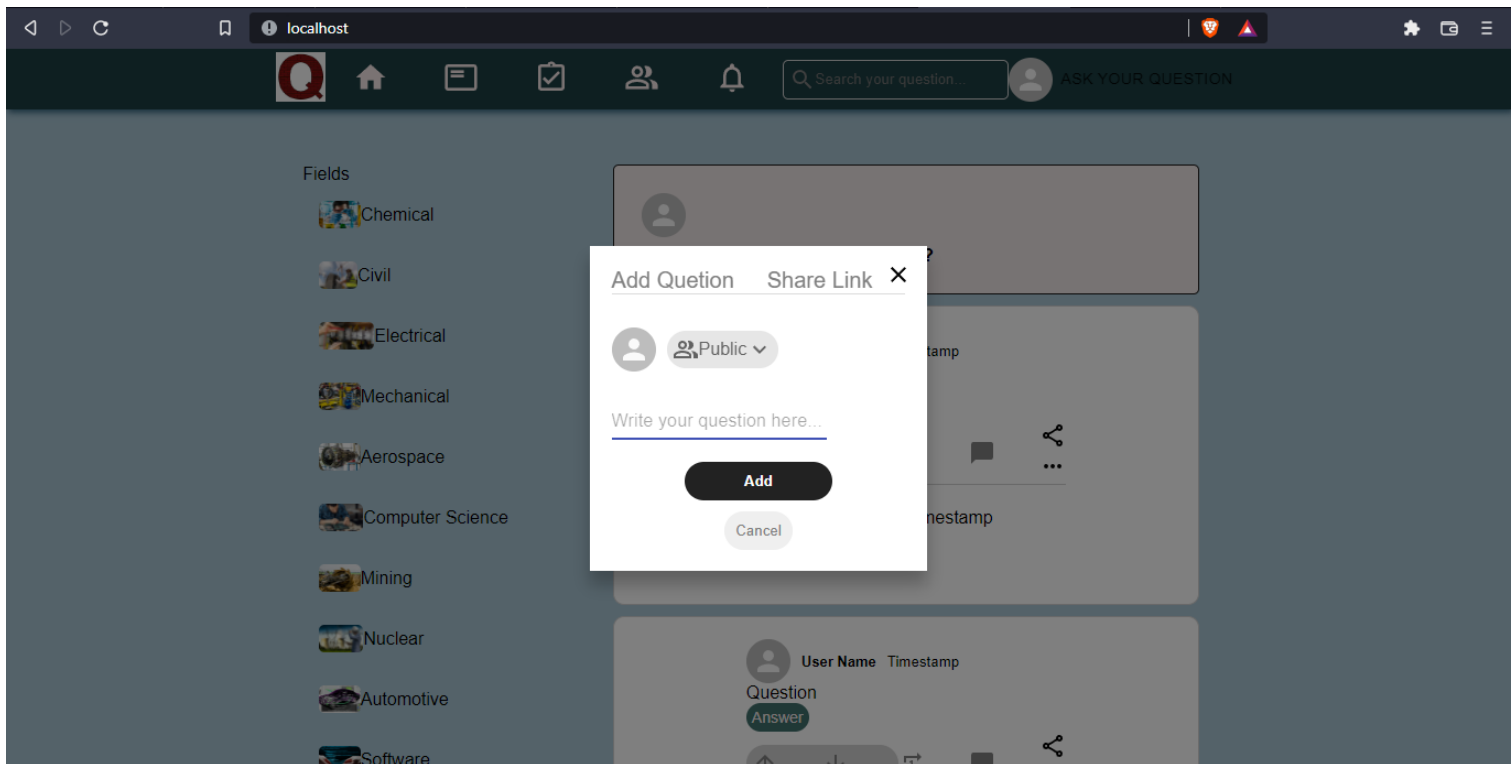 localhost
Q Search your question... ASK YOUR QUESTION
Fields
Chemical
Civil
Electrical
Mechanical
Aerospace
Computer Science
Mining
Nuclear
Automotive
Software
?
Add Quetion Share Link
Public
Write your question here...
Add
Cancel
tamp
mestamp
User Name Timestamp
Question
Answer